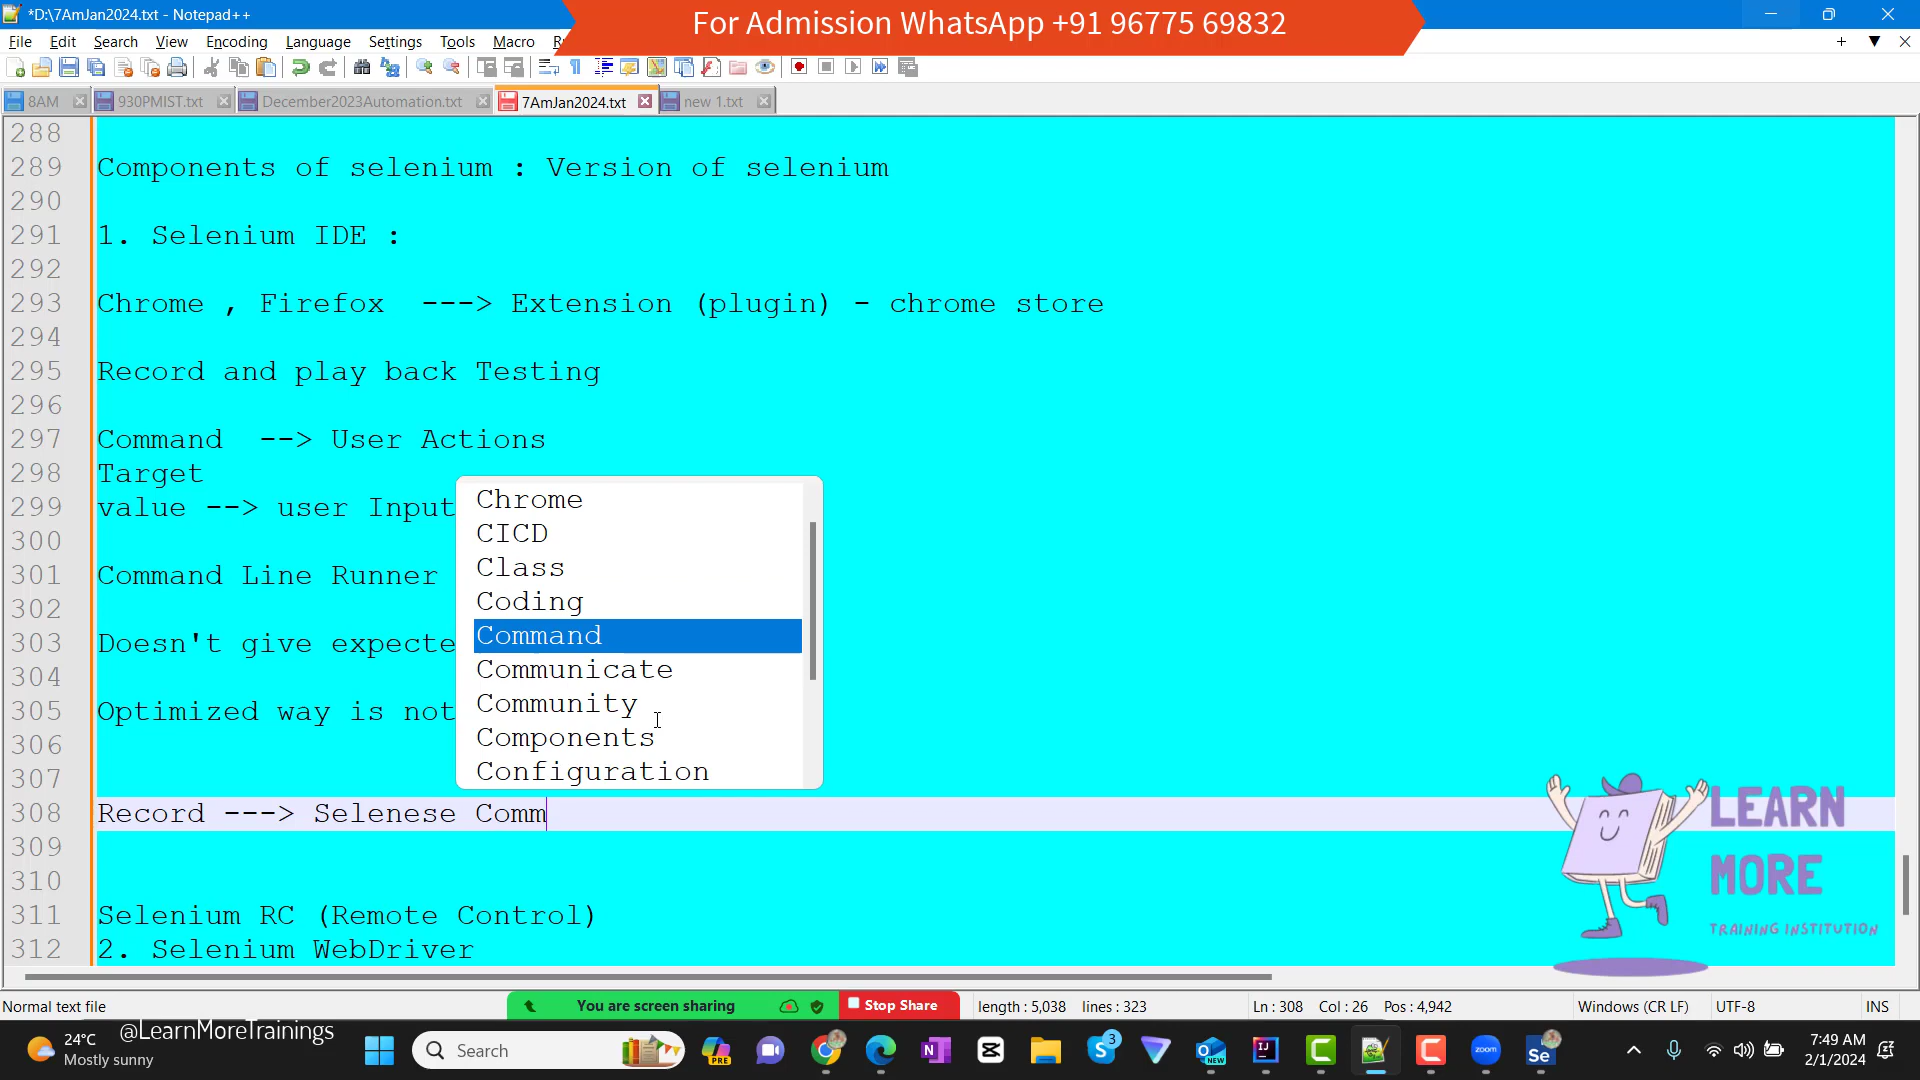 *D:\7AmJan2024.txt - Notepad++
For Admission WhatsApp +91 96775 69832
File Edit Search View Encoding Language Settings Tools Macro
8AM 930PMIST.txt December2023Automation.txt 7AmJan2024.txt new 1.txt
288
289 Components of selenium : Version of selenium
290
291 1. Selenium IDE :
292
293 Chrome , Firefox ---> Extension (plugin) - chrome store
294
295 Record and play back Testing
296
297 Command --> User Actions
298 Target
299 value --> user Input
300
301 Command Line Runner
302
303 Doesn't give expecte
304
305 Optimized way is not
306
307
308 Record ---> Selenese Comm
309
310
311 Selenium RC (Remote Control)
312 2. Selenium WebDriver
Chrome
CICD
Class
Coding
Command
Communicate
Community
Components
Configuration
LEARN
MORE
TRAINING INSTITUTION
Normal text file You are screen sharing Stop Share length : 5,038 lines : 323 Ln : 308 Col : 26 Pos : 4,942 Windows (CR LF) UTF-8 INS
24°C
Mostly sunny
@LearnMoreTrainings
Search
PRE
3
NEW
zoom
Se
7:49 AM
2/1/2024